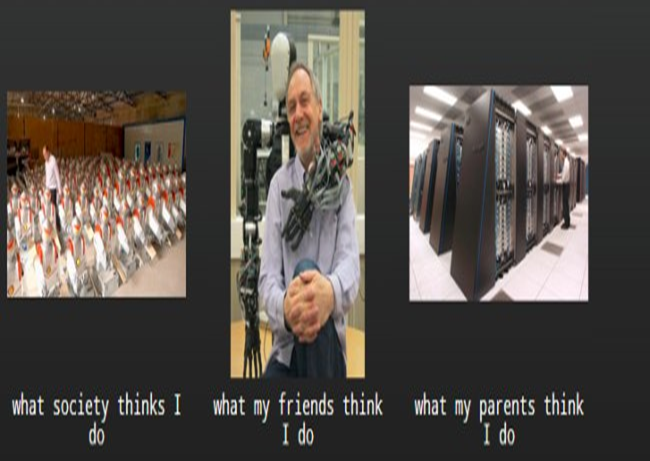 what society thinks I
do
what my friends think
I do
what my parents think
I do